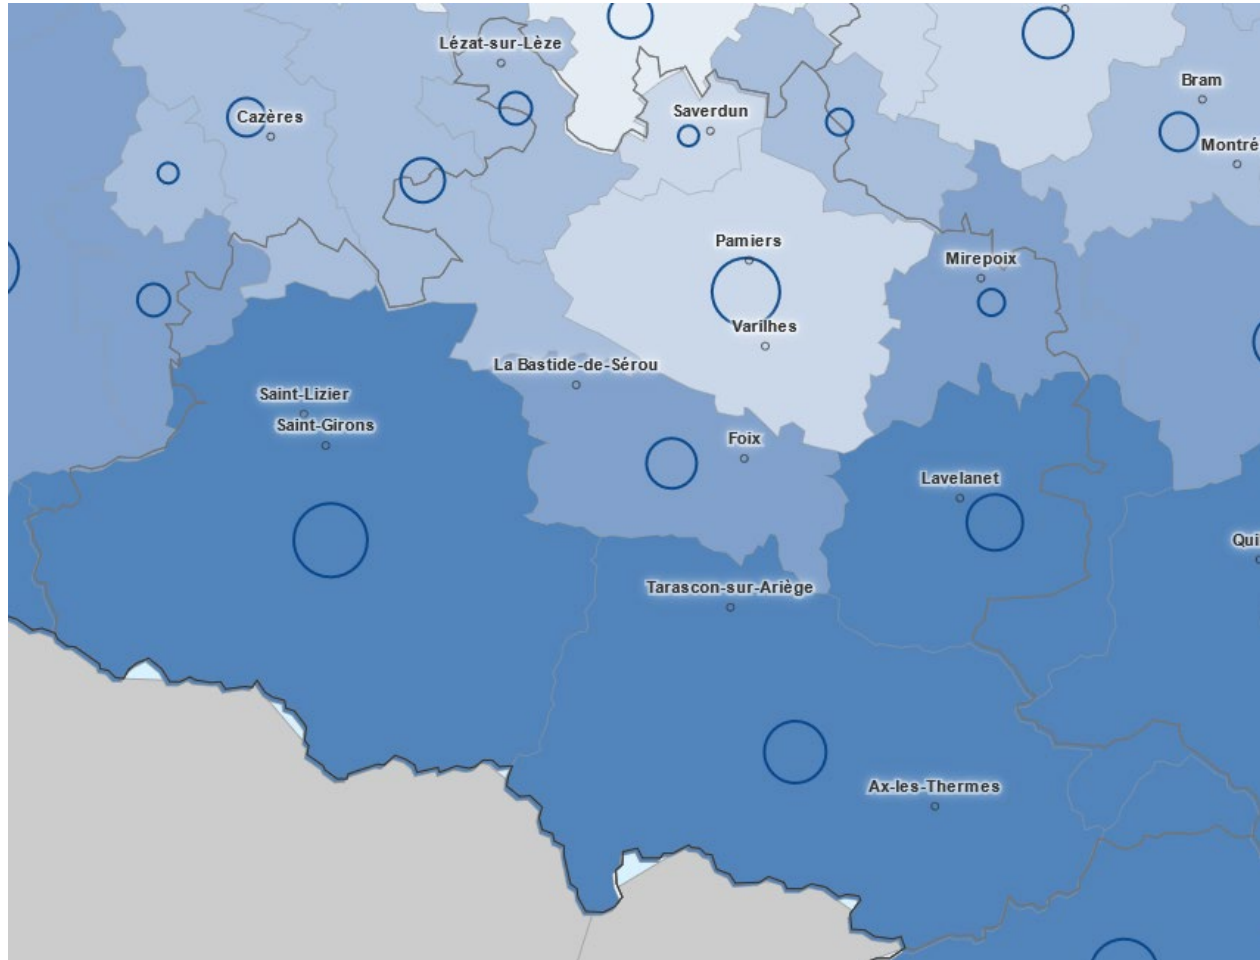 Lézat-sur-Lèze
Bram
Cazères
Saverdun
Montré
Pamiers
Mirepoix
Varilhes
La Bastide-de-Sérou
Saint-Lizier
Saint-Girons
Foix
Lavelanet
Qui
Tarascon-sur-Ariège
Ax-les-Thermes